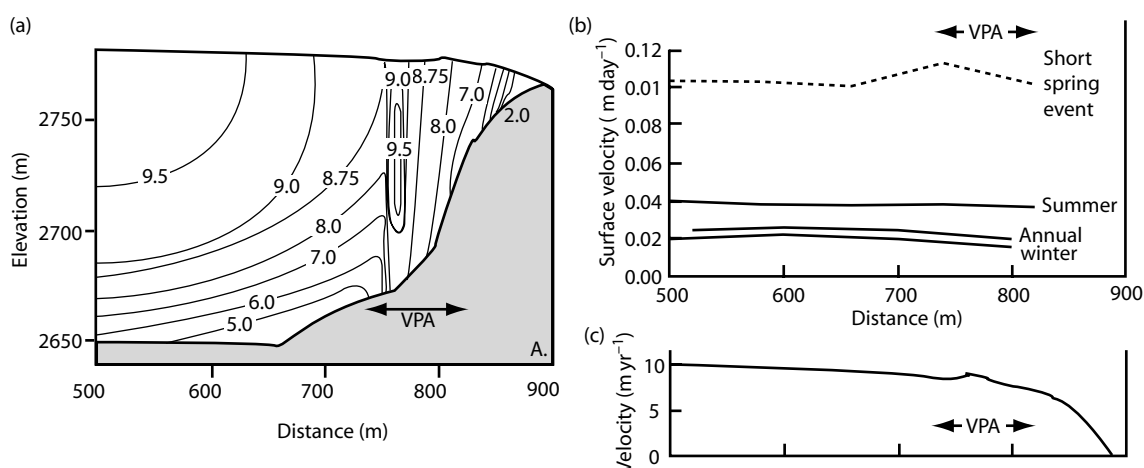 (a)
9.0 8.75
7.0
2.0
8.0
9.5
9.5
9.0
8.75
8.0
7.0
6.0
5.0
VPA
A.
2750
2700
2650
Elevation (m)
500 600 700 800 900
Distance (m)
(b)
VPA
Short
spring
event
Summer
Annual
winter
0.12
0.01
0.08
0.06
0.04
0.02
0.00
Surface velocity ( m day⁻¹)
500 600 700 800 900
Distance (m)
(c)
10
5
0
Velocity (m yr⁻¹)
VPA